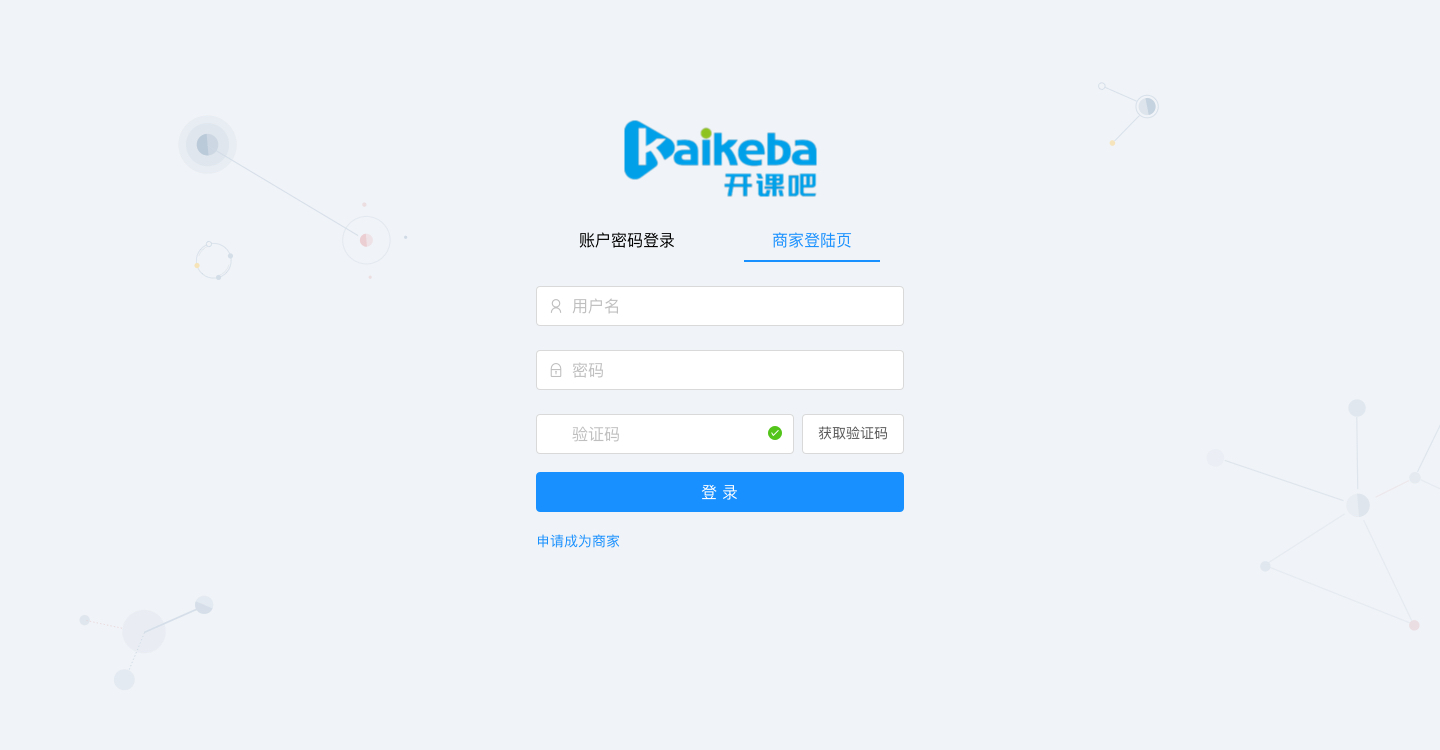 kaikeba
开课吧
账户密码登录 商家登陆页
用户名
密码
验证码 获取验证码
登 录
申请成为商家